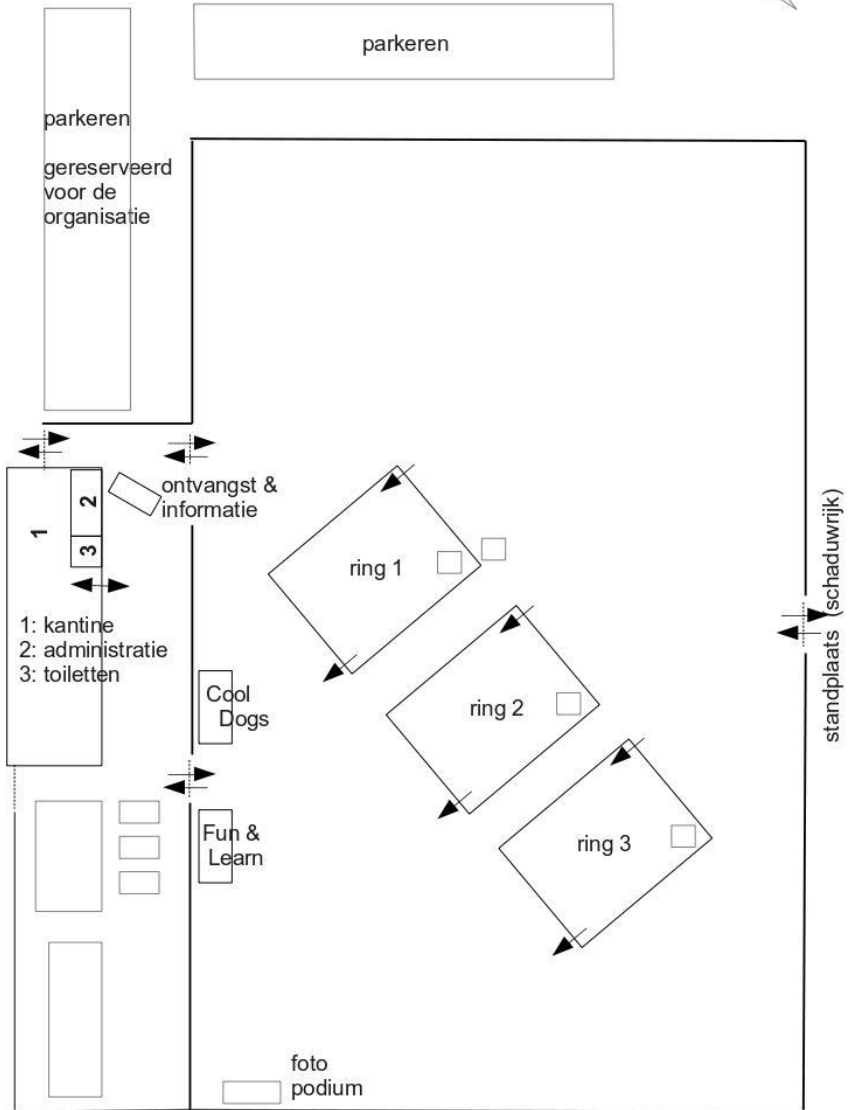 parkeren
parkeren
gereserveerd
voor de
organisatie
ontvangst &
informatie
1
2
3
1: kantine
2: administratie
3: toiletten
ring 1
ring 2
ring 3
Cool
Dogs
Fun &
Learn
standplaats (schaduwrijk)
foto
podium